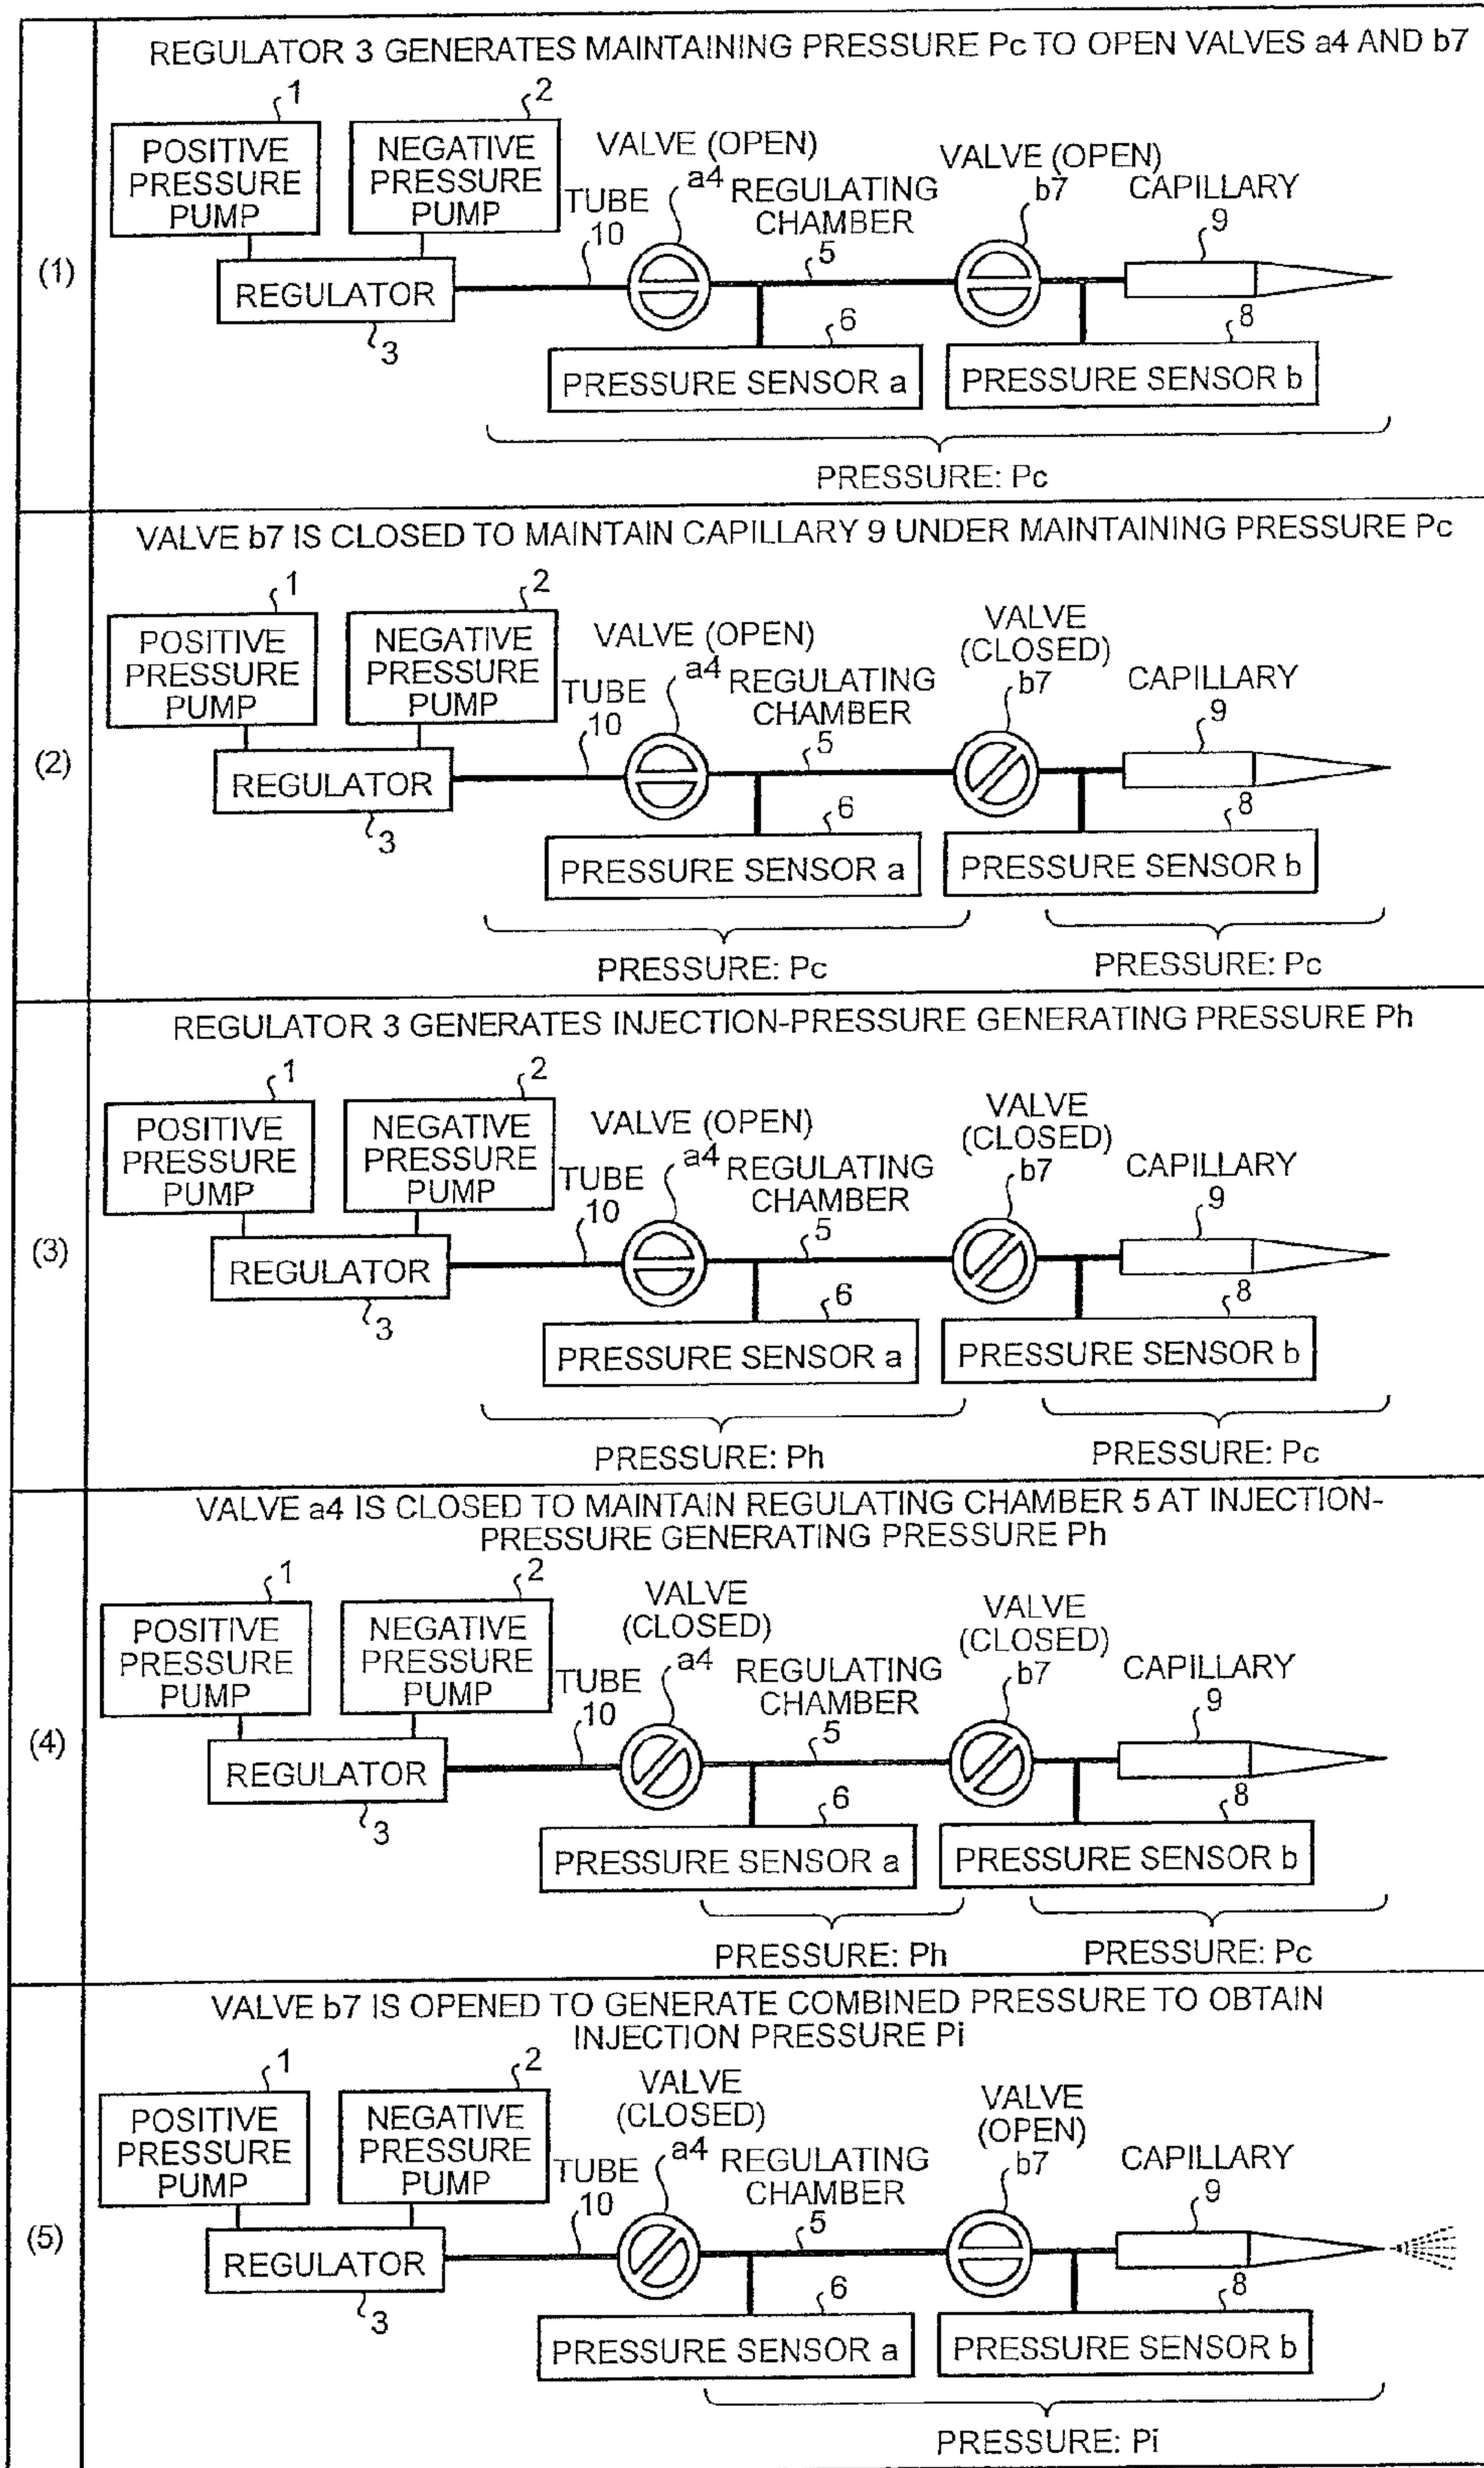 (1)
REGULATOR 3 GENERATES MAINTAINING PRESSURE Pc TO OPEN VALVES a4 AND b7
1
2
POSITIVE
PRESSURE
PUMP
NEGATIVE
PRESSURE
PUMP
REGULATOR
3
TUBE
10
VALVE (OPEN)
a4
REGULATING
CHAMBER
5
VALVE (OPEN)
b7
CAPILLARY
9
6
PRESSURE SENSOR a
8
PRESSURE SENSOR b
PRESSURE: Pc
(2)
VALVE b7 IS CLOSED TO MAINTAIN CAPILLARY 9 UNDER MAINTAINING PRESSURE Pc
1
2
POSITIVE
PRESSURE
PUMP
NEGATIVE
PRESSURE
PUMP
REGULATOR
3
TUBE
10
VALVE (OPEN)
a4
REGULATING
CHAMBER
5
VALVE
(CLOSED)
b7
CAPILLARY
9
6
PRESSURE SENSOR a
8
PRESSURE SENSOR b
PRESSURE: Pc
PRESSURE: Pc
(3)
REGULATOR 3 GENERATES INJECTION-PRESSURE GENERATING PRESSURE Ph
1
2
POSITIVE
PRESSURE
PUMP
NEGATIVE
PRESSURE
PUMP
REGULATOR
3
TUBE
10
VALVE (OPEN)
a4
REGULATING
CHAMBER
5
VALVE
(CLOSED)
b7
CAPILLARY
9
6
PRESSURE SENSOR a
8
PRESSURE SENSOR b
PRESSURE: Ph
PRESSURE: Pc
(4)
VALVE a4 IS CLOSED TO MAINTAIN REGULATING CHAMBER 5 AT INJECTION-
PRESSURE GENERATING PRESSURE Ph
1
2
POSITIVE
PRESSURE
PUMP
NEGATIVE
PRESSURE
PUMP
REGULATOR
3
TUBE
10
VALVE
(CLOSED)
a4
REGULATING
CHAMBER
5
VALVE
(CLOSED)
b7
CAPILLARY
9
6
PRESSURE SENSOR a
8
PRESSURE SENSOR b
PRESSURE: Ph
PRESSURE: Pc
(5)
VALVE b7 IS OPENED TO GENERATE COMBINED PRESSURE TO OBTAIN
INJECTION PRESSURE Pi
1
2
POSITIVE
PRESSURE
PUMP
NEGATIVE
PRESSURE
PUMP
REGULATOR
3
TUBE
10
VALVE
(CLOSED)
a4
REGULATING
CHAMBER
5
VALVE
(OPEN)
b7
CAPILLARY
9
6
PRESSURE SENSOR a
8
PRESSURE SENSOR b
PRESSURE: Pi